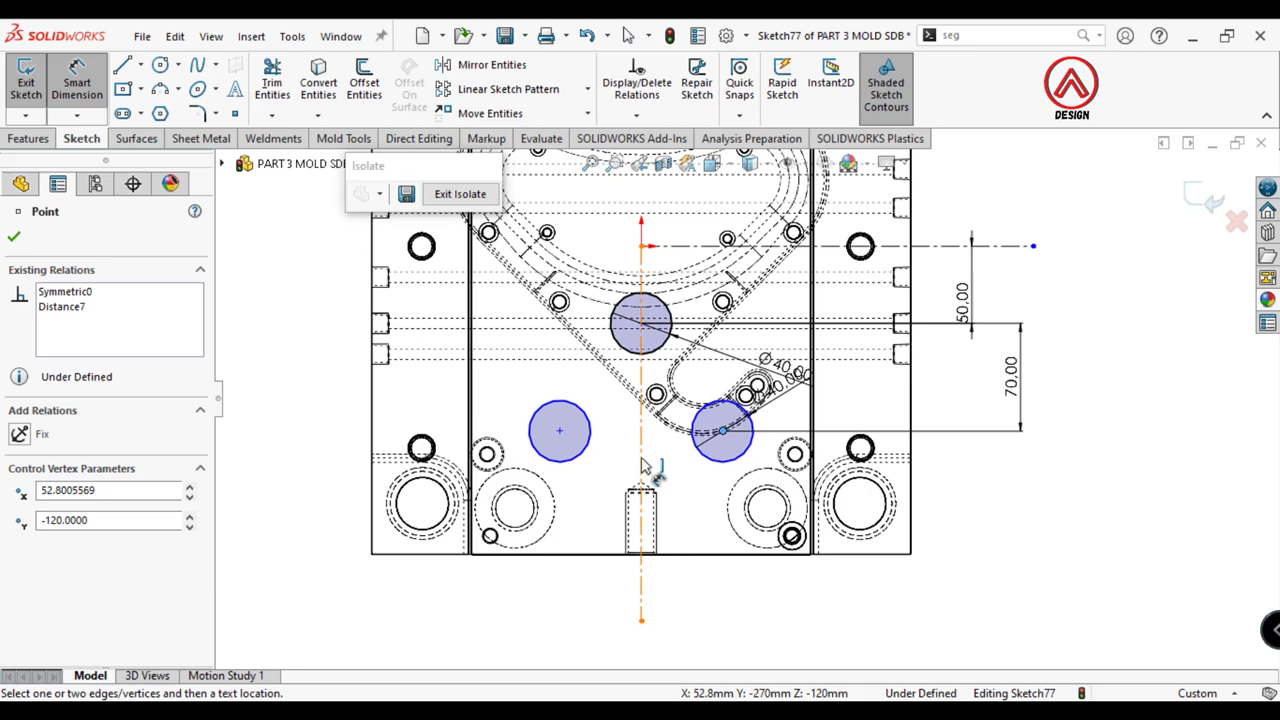 SOLIDWORKS File Edit View Insert Tools Window Sketch77 of PART 3 MOLD SDB * seg
Exit Sketch Smart Dimension Trim Entities Convert Entities Offset Entities Offset On Surface Mirror Entities Linear Sketch Pattern Move Entities Display/Delete Relations Repair Sketch Quick Snaps Rapid Sketch Instant2D Shaded Sketch Contours
DESIGN
Features Sketch Surfaces Sheet Metal Weldments Mold Tools Direct Editing Markup Evaluate SOLIDWORKS Add-Ins Analysis Preparation SOLIDWORKS Plastics
PART 3 MOLD SDB
Isolate
Exit Isolate
Point
Existing Relations
Symmetric0
Distance7
Under Defined
Add Relations
Fix
Control Vertex Parameters
52.8005569
-120.0000
50,00
70,00
Ø40,00
Model 3D Views Motion Study 1
Select one or two edges/vertices and then a text location. X: 52.8mm Y: -270mm Z: -120mm Under Defined Editing Sketch77 Custom